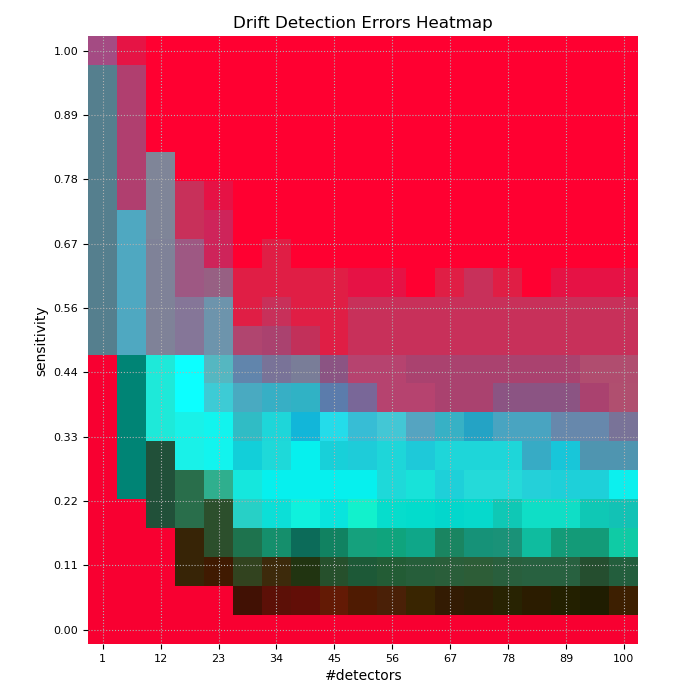 Drift Detection Errors Heatmap
1.00
0.89
0.78
0.67
0.56
0.44
0.33
0.22
0.11
0.00
sensitivity
1 12 23 34 45 56 67 78 89 100
#detectors